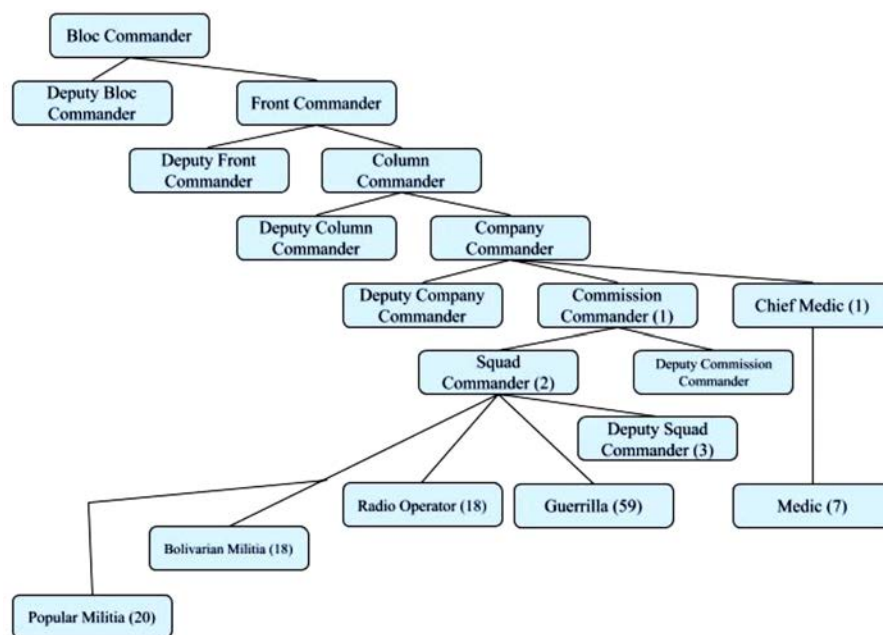 Bloc Commander
Deputy Bloc
Commander
Front Commander
Deputy Front
Commander
Column
Commander
Deputy Column
Commander
Company
Commander
Deputy Company
Commander
Commission
Commander (1)
Chief Medic (1)
Squad
Commander (2)
Deputy Commission
Commander
Deputy Squad
Commander (3)
Radio Operator (18)
Guerrilla (59)
Medic (7)
Bolivarian Militia (18)
Popular Militia (20)